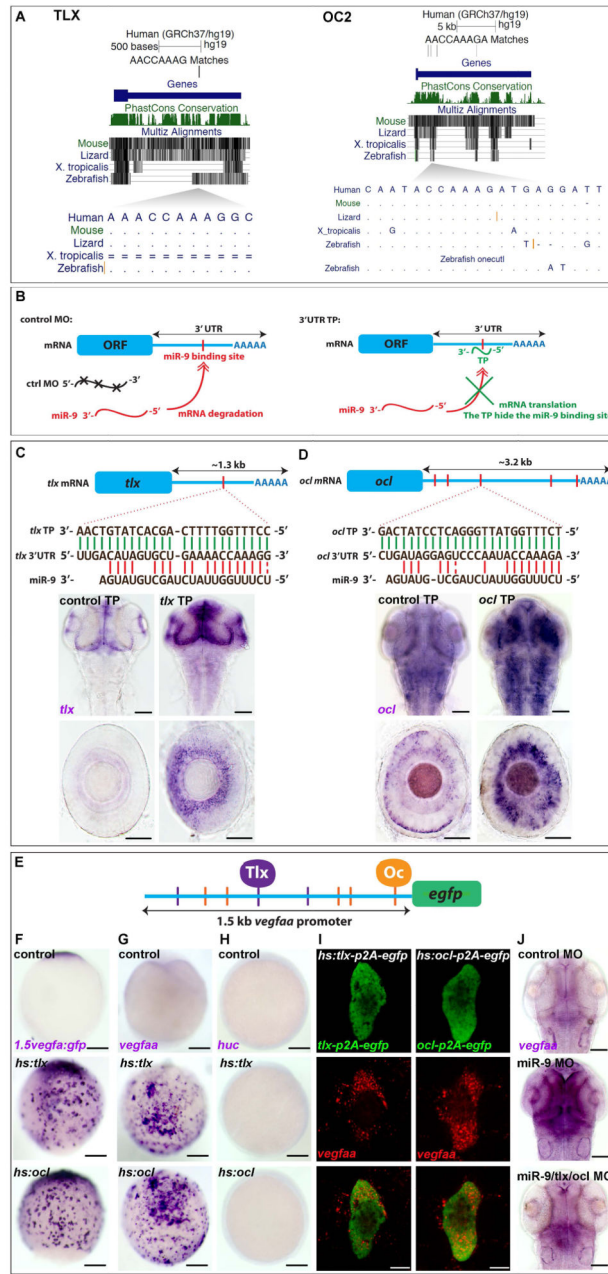 A
TLX
Human (GRCh37/hg19)
500 bases hg19
AACCAAAG Matches
Genes
PhastCons Conservation
Multiz Alignments
Mouse
Lizard
X. tropicalis
Zebrafish
Human A A A C C A A A G G C
Mouse . . . . . . . . . . .
Lizard . . . . . . . . . . .
X. tropicalis = = = = = = = = = = =
Zebrafish . . . . . . . . . . .
OC2
Human (GRCh37/hg19)
5 kb hg19
AACCAAAGA Matches
Genes
PhastCons Conservation
Multiz Alignments
Mouse
Lizard
X. tropicalis
Zebrafish
Human C A A T A C C A A A G A T G A G G A T T
Mouse
Lizard
X_tropicalis G A
Zebrafish T - - G
Zebrafish onecutl
Zebrafish A T
B
control MO:
3' UTR
mRNA ORF AAAAA
miR-9 binding site
ctrl MO 5'- -3'
miR-9 3'- -5' mRNA degradation
3'UTR TP:
3' UTR
mRNA ORF AAAAA
3'- -5'
TP
mRNA translation
miR-9 3'- -5' The TP hide the miR-9 binding site
C
~1.3 kb
tlx mRNA tlx AAAAA
tlx TP 3'- AACTGTATCACGA-CTTTTGGTTTCC -5'
tlx 3'UTR 5'- UUGACAUAGUGCU-GAAAACCAAAGG -3'
miR-9 3'- AGUAUGUCGAUCUAUUGGUUUCU -5'
control TP
tlx TP
tlx
D
~3.2 kb
ocl mRNA ocl AAAAA
ocl TP 3'- GACTATCCTCAGGGTTATGGTTTCT -5'
ocl 3'UTR 5'- CUGAUAGGAGUCCCAAUACCAAAGA -3'
miR-9 3'- AGUAUG-UCGAUCUAUUGGUUUCU -5'
control TP
ocl TP
ocl
E
Tlx
Oc
egfp
1.5 kb vegfaa promoter
F
control
1.5vegfa:gfp
hs:tlx
hs:ocl
G
control
vegfaa
hs:tlx
hs:ocl
H
control
huc
hs:tlx
hs:ocl
I
hs:tlx-p2A-egfp
hs:ocl-p2A-egfp
tlx-p2A-egfp
ocl-p2A-egfp
vegfaa
vegfaa
J
control MO
vegfaa
miR-9 MO
miR-9/tlx/ocl MO